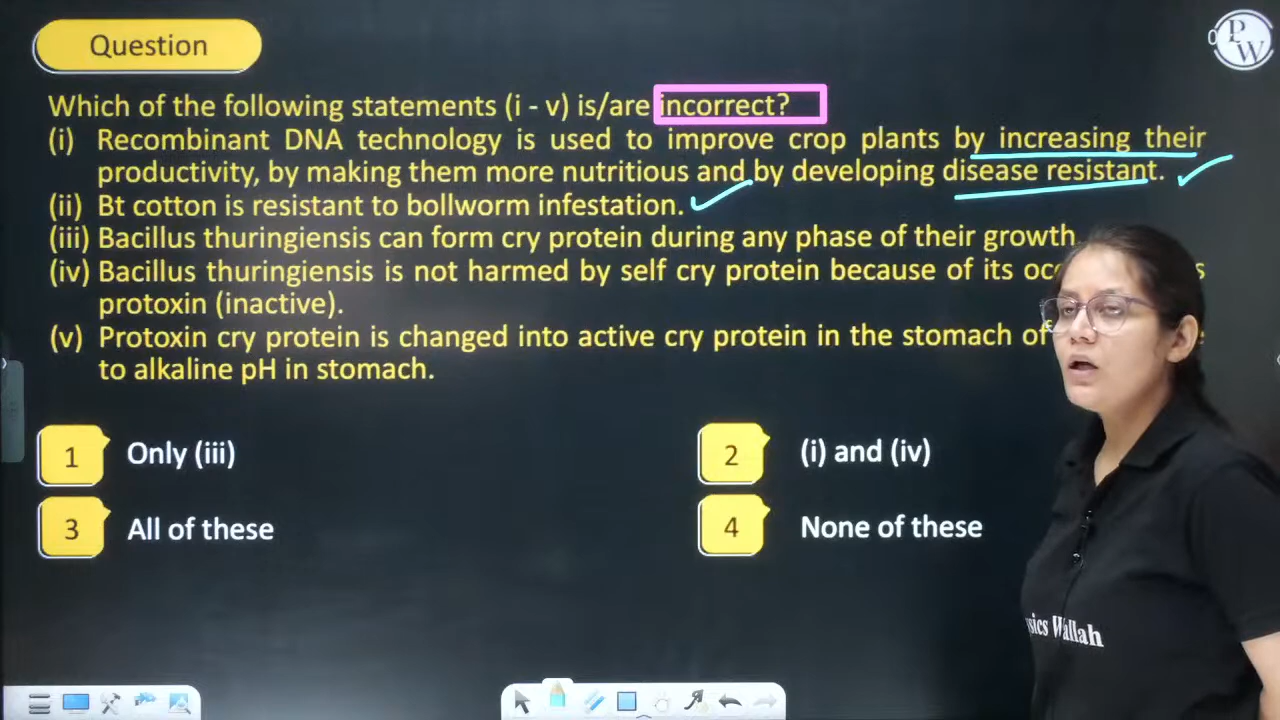 Question
PW
Which of the following statements (i - v) is/are incorrect?
(i) Recombinant DNA technology is used to improve crop plants by increasing their
productivity, by making them more nutritious and by developing disease resistant.
(ii) Bt cotton is resistant to bollworm infestation.
(iii) Bacillus thuringiensis can form cry protein during any phase of their growth
(iv) Bacillus thuringiensis is not harmed by self cry protein because of its
protoxin (inactive).
(v) Protoxin cry protein is changed into active cry protein in the stomach of
to alkaline pH in stomach.
1 Only (iii)
2 (i) and (iv)
3 All of these
4 None of these
Wallah